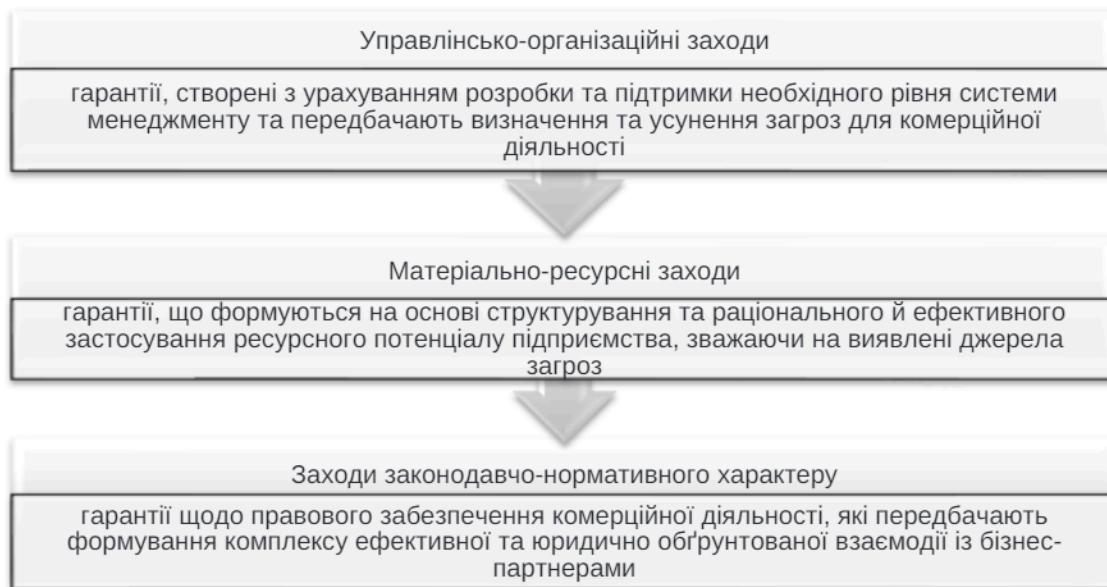 Управлінсько-організаційні заходи
гарантії, створені з урахуванням розробки та підтримки необхідного рівня системи
менеджменту та передбачають визначення та усунення загроз для комерційної
діяльності
Матеріально-ресурсні заходи
гарантії, що формуються на основі структурування та раціонального й ефективного
застосування ресурсного потенціалу підприємства, зважаючи на виявлені джерела
загроз
Заходи законодавчо-нормативного характеру
гарантії щодо правового забезпечення комерційної діяльності, які передбачають
формування комплексу ефективної та юридично обґрунтованої взаємодії із бізнес-
партнерами